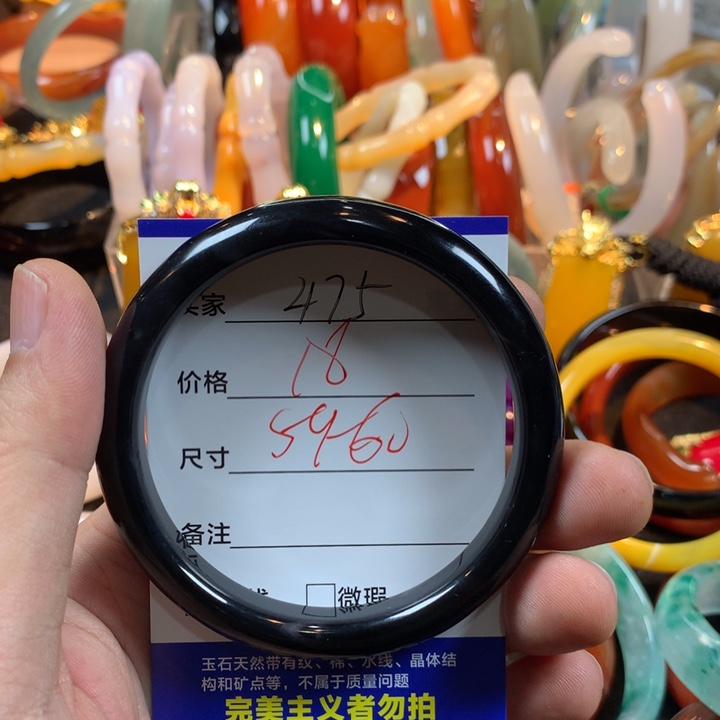 家 475
价格 18
尺寸 59-60
备注
微瑕
玉石天然带有纹、棉、水线、晶体结
构和矿点等，不属于质量问题
完美主义者勿拍